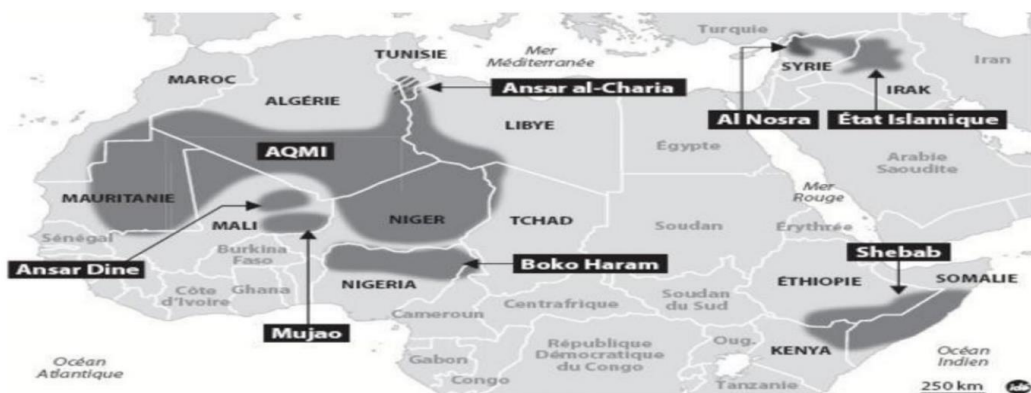 Turquie
Mer
Méditerranée
TUNISIE
SYRIE
Iran
MAROC
ALGÉRIE
Ansar al-Charia
IRAK
Al Nosra
État Islamique
LIBYE
Égypte
AQMI
Arabie
Saoudite
MAURITANIE
Mer
Rouge
NIGER
MALI
TCHAD
Soudan
Érythrée
Sénégal
Burkina
Faso
Shebab
Ansar Dine
Boko Haram
SOMALIE
NIGERIA
ÉTHIOPIE
Côte
d'Ivoire
Ghana
Centrafrique
Soudan
du Sud
Cameroun
Mujao
Oug.
KENYA
Océan
Atlantique
Gabon
République
Démocratique
du Congo
Océan
Indien
Congo
Tanzanie
250 km
idé